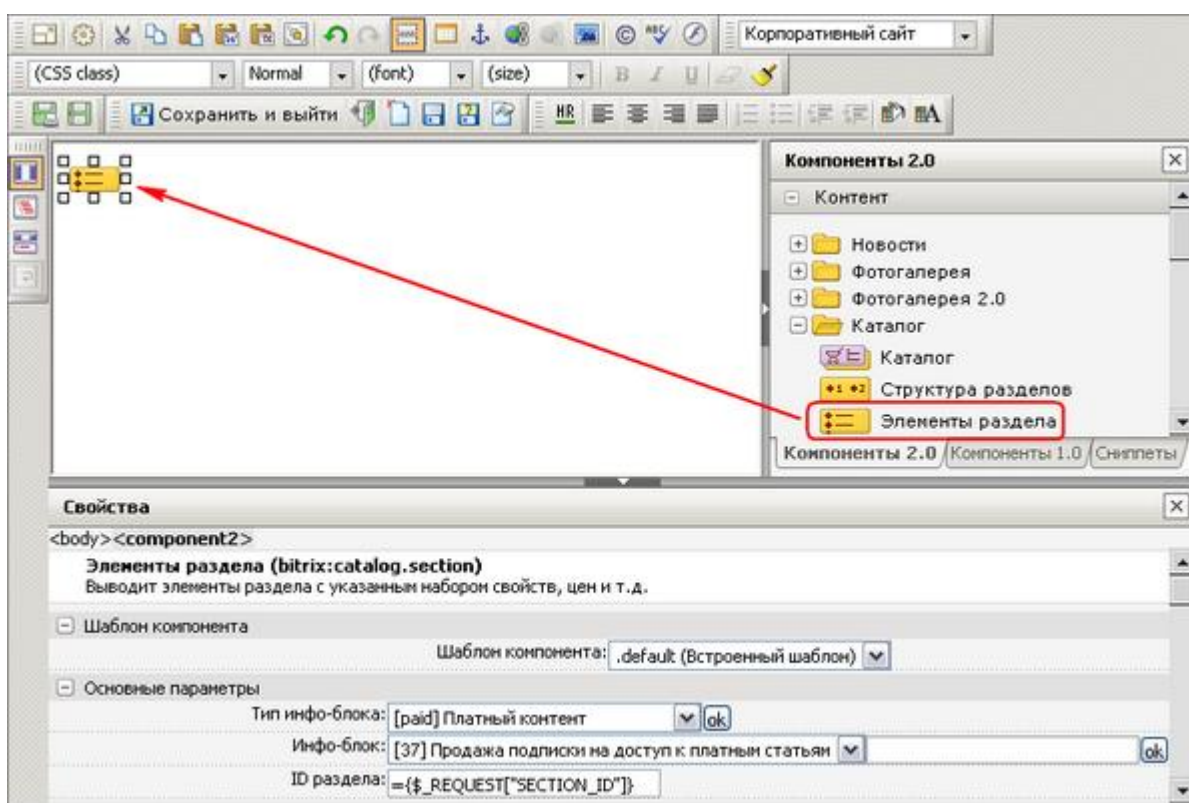 Корпоративный сайт
(CSS class) Normal (font) (size) B I U
Сохранить и выйти HR A
Компоненты 2.0
Контент
Новости
Фотогалерея
Фотогалерея 2.0
Каталог
Каталог
Структура разделов
Элементы раздела
Компоненты 2.0 Компоненты 1.0 Сниппеты
Свойства
<body><component2>
Элементы раздела (bitrix:catalog.section)
Выводит элементы раздела с указанным набором свойств, цен и т.д.
Шаблон компонента
Шаблон компонента: .default (Встроенный шаблон)
Основные параметры
Тип инфо-блока: [paid] Платный контент ok
Инфо-блок: [37] Продажа подписки на доступ к платным статьям ok
ID раздела: ={$_REQUEST["SECTION_ID"]}